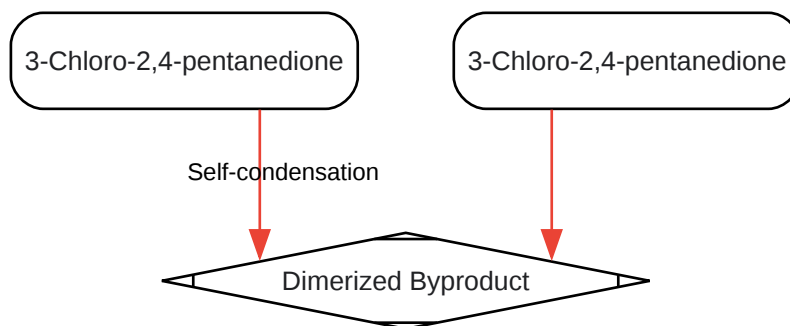 3-Chloro-2,4-pentanedione
3-Chloro-2,4-pentanedione
Self-condensation
Dimerized Byproduct